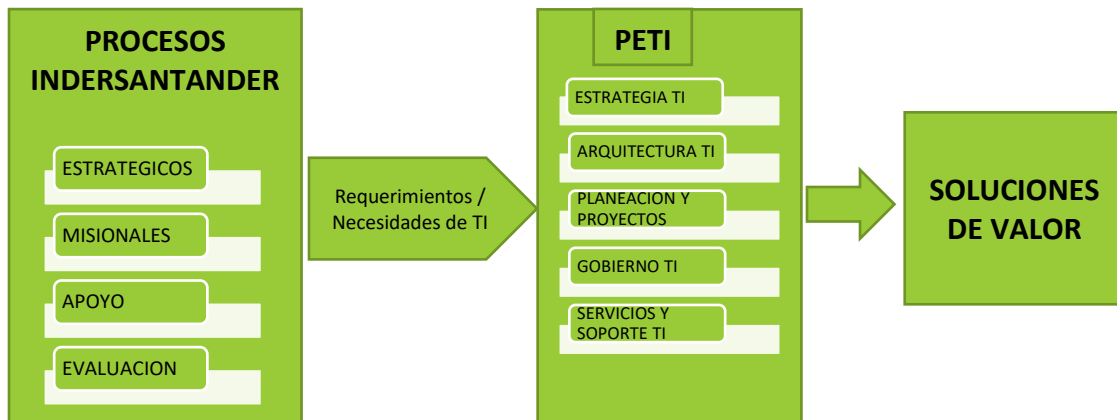 PROCESOS
INDERSANTANDER
ESTRATEGICOS
MISIONALES
APOYO
EVALUACION
Requerimientos /
Necesidades de TI
PETI
ESTRATEGIA TI
ARQUITECTURA TI
PLANEACION Y
PROYECTOS
GOBIERNO TI
SERVICIOS Y
SOPORTE TI
SOLUCIONES
DE VALOR